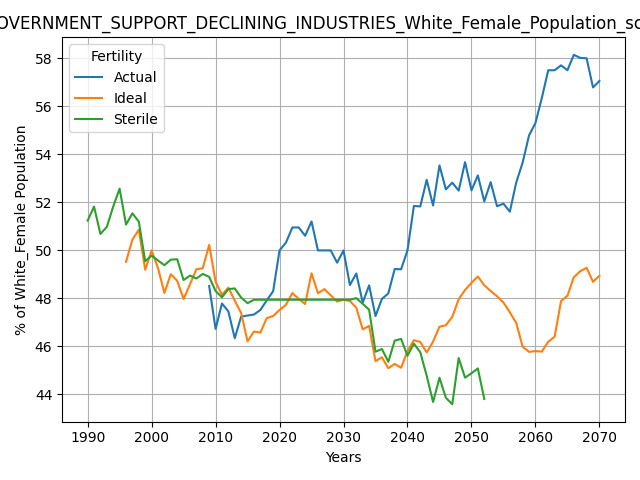 OVERNMENT_SUPPORT_DECLINING_INDUSTRIES_White_Female_Population_sc
Fertility
Actual
Ideal
Sterile
% of White_Female Population
58
56
54
52
50
48
46
44
1990 2000 2010 2020 2030 2040 2050 2060 2070
Years